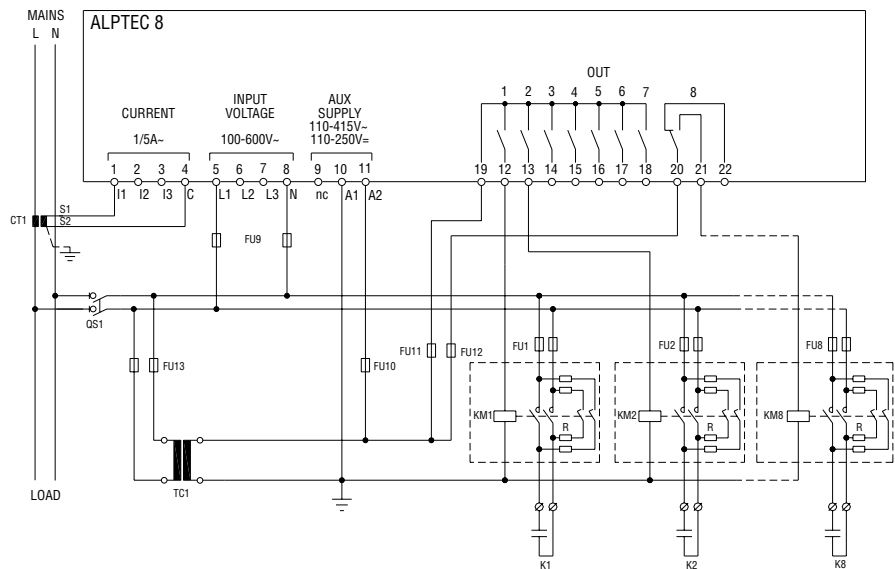 MAINS
L N
ALPTEC 8
OUT
1 2 3 4 5 6 7 8
CURRENT
1/5A~
INPUT
VOLTAGE
100-600V~
AUX
SUPPLY
110-415V~
110-250V=
1 2 3 4 5 6 7 8 9 10 11
19 12 13 14 15 16 17 18 20 21 22
I1 I2 I3 C L1 L2 L3 N nc A1 A2
CT1
S1
S2
FU9
QS1
FU13
FU10
FU11
FU12
FU1
FU2
FU8
KM1
R
KM2
R
KM8
R
TC1
LOAD
K1
K2
K8